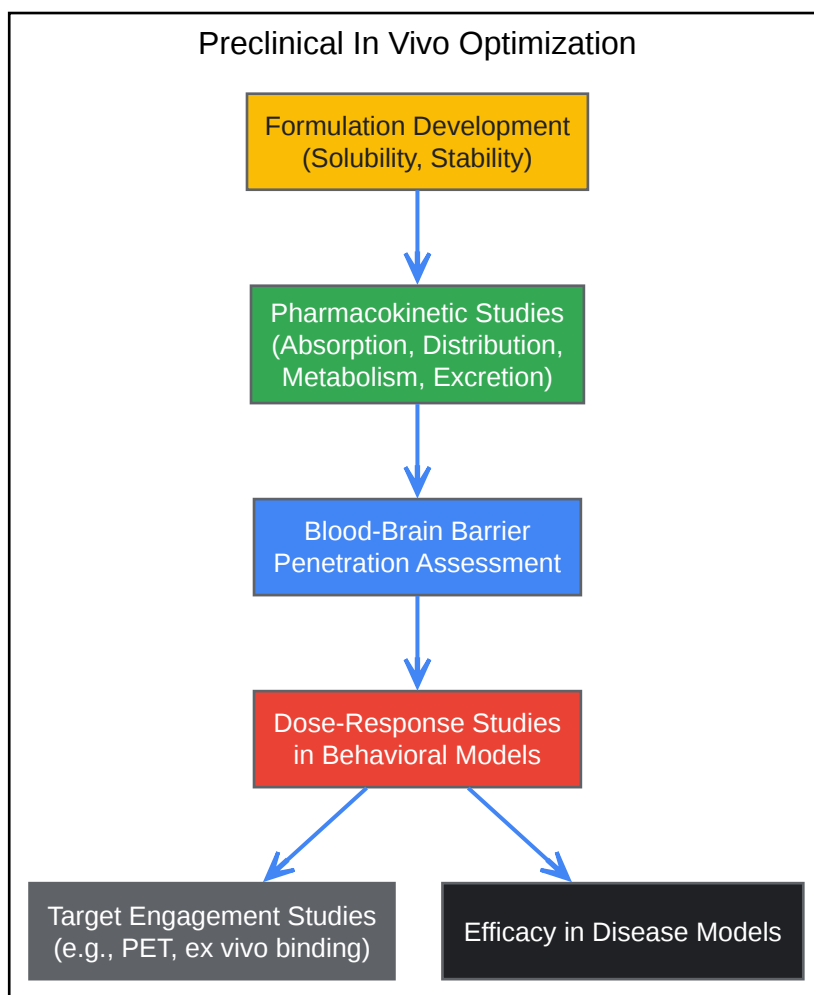 Preclinical In Vivo Optimization
Formulation Development
(Solubility, Stability)
Pharmacokinetic Studies
(Absorption, Distribution,
Metabolism, Excretion)
Blood-Brain Barrier
Penetration Assessment
Dose-Response Studies
in Behavioral Models
Target Engagement Studies
(e.g., PET, ex vivo binding)
Efficacy in Disease Models